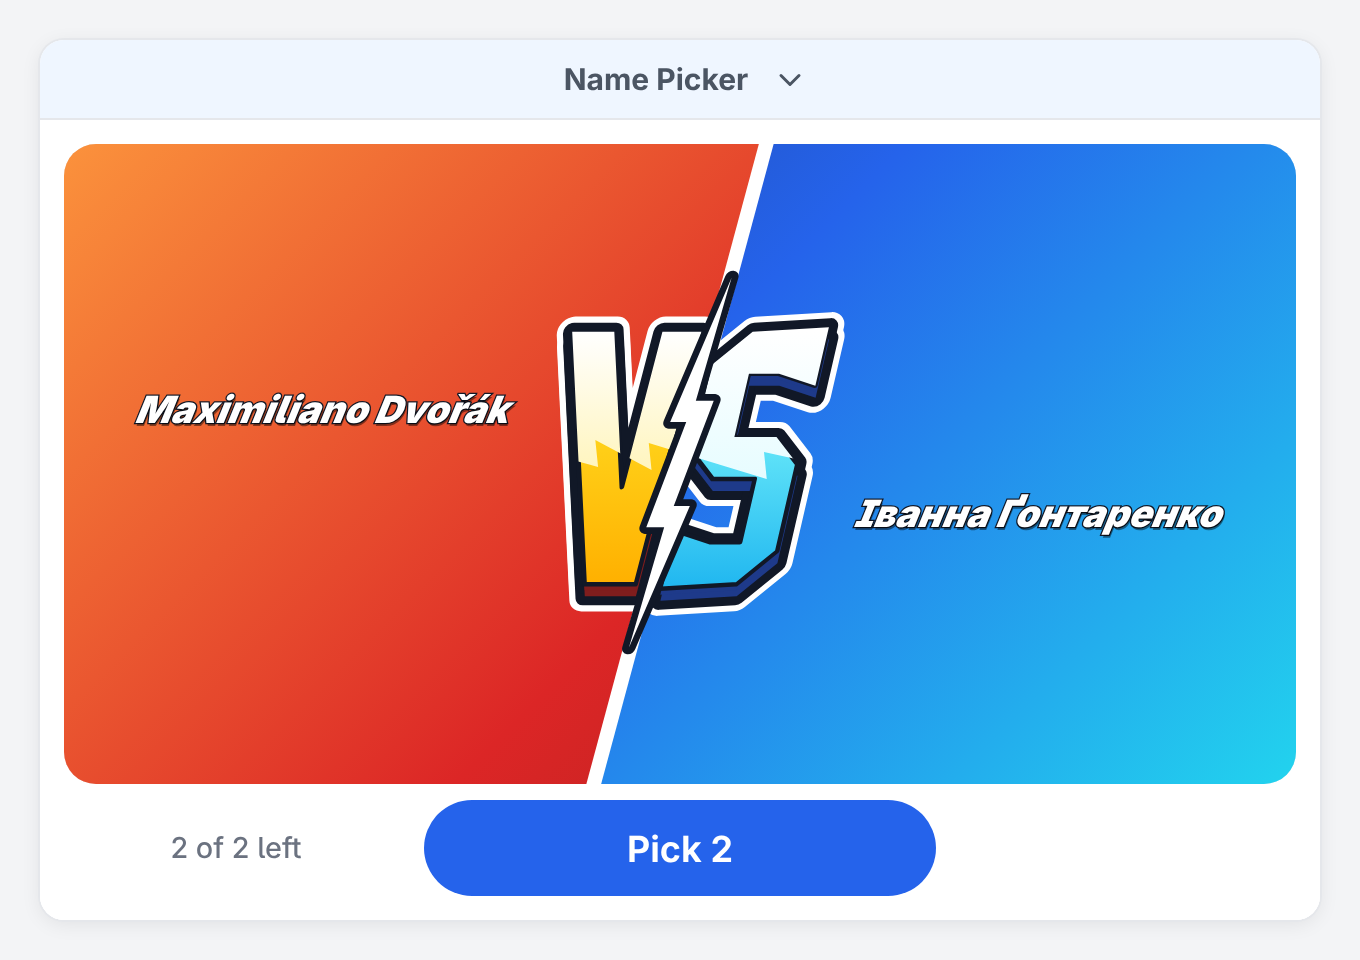 Name Picker
Maximiliano Dvořák
VS
Іванна Ґонтаренко
2 of 2 left
Pick 2